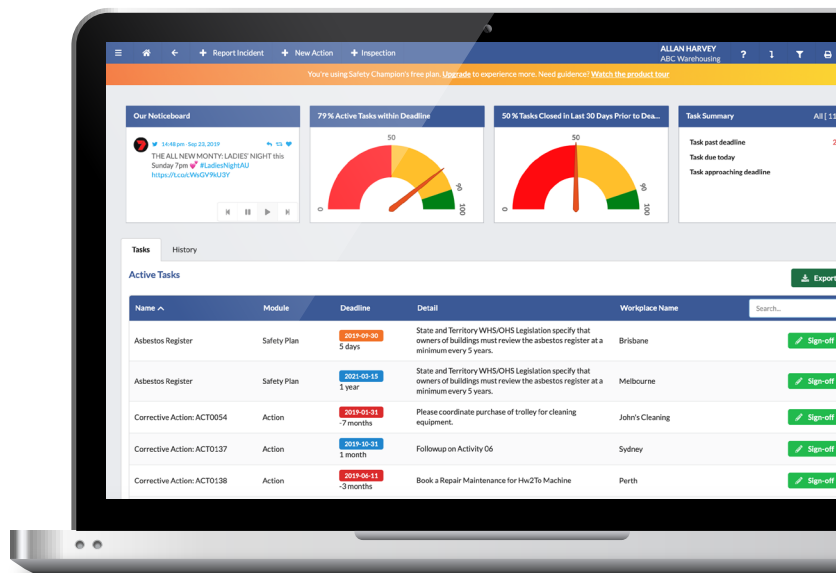 Report Incident
New Action
Inspection
ALLAN HARVEY
ABC Warehousing
?
You're using Safety Champion's free plan. Upgrade to experience more. Need guidance? Watch the product tour
Our Noticeboard
14:48 pm · Sep 23, 2019
THE ALL NEW MONTY: LADIES' NIGHT this
Sunday 7pm 💕 #LadiesNightAU
https://t.co/cWsGV9kU3Y
79 % Active Tasks within Deadline
50
0
90
100
50 % Tasks Closed in Last 30 Days Prior to Dea...
50
0
90
100
Task Summary
All [ 11
Task past deadline
2
Task due today
Task approaching deadline
Tasks
History
Active Tasks
Export
Name
Module
Deadline
Detail
Workplace Name
Search...
Asbestos Register
Safety Plan
2019-09-30
5 days
State and Territory WHS/OHS Legislation specify that
owners of buildings must review the asbestos register at a
minimum every 5 years.
Brisbane
Sign-off
Asbestos Register
Safety Plan
2021-03-15
1 year
State and Territory WHS/OHS Legislation specify that
owners of buildings must review the asbestos register at a
minimum every 5 years.
Melbourne
Sign-off
Corrective Action: ACT0054
Action
2019-01-31
-7 months
Please coordinate purchase of trolley for cleaning
equipment.
John's Cleaning
Sign-off
Corrective Action: ACT0137
Action
2019-10-31
1 month
Followup on Activity 06
Sydney
Sign-off
Corrective Action: ACT0138
Action
2019-06-11
-3 months
Book a Repair Maintenance for Hw2To Machine
Perth
Sign-off